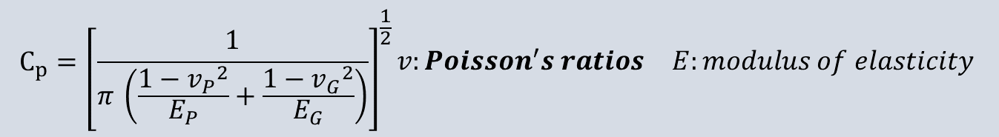 C_p = [1 / (π ((1 − v_P²) / E_P + (1 − v_G²) / E_G))]^(1/2) v: Poisson's ratios E: modulus of elasticity